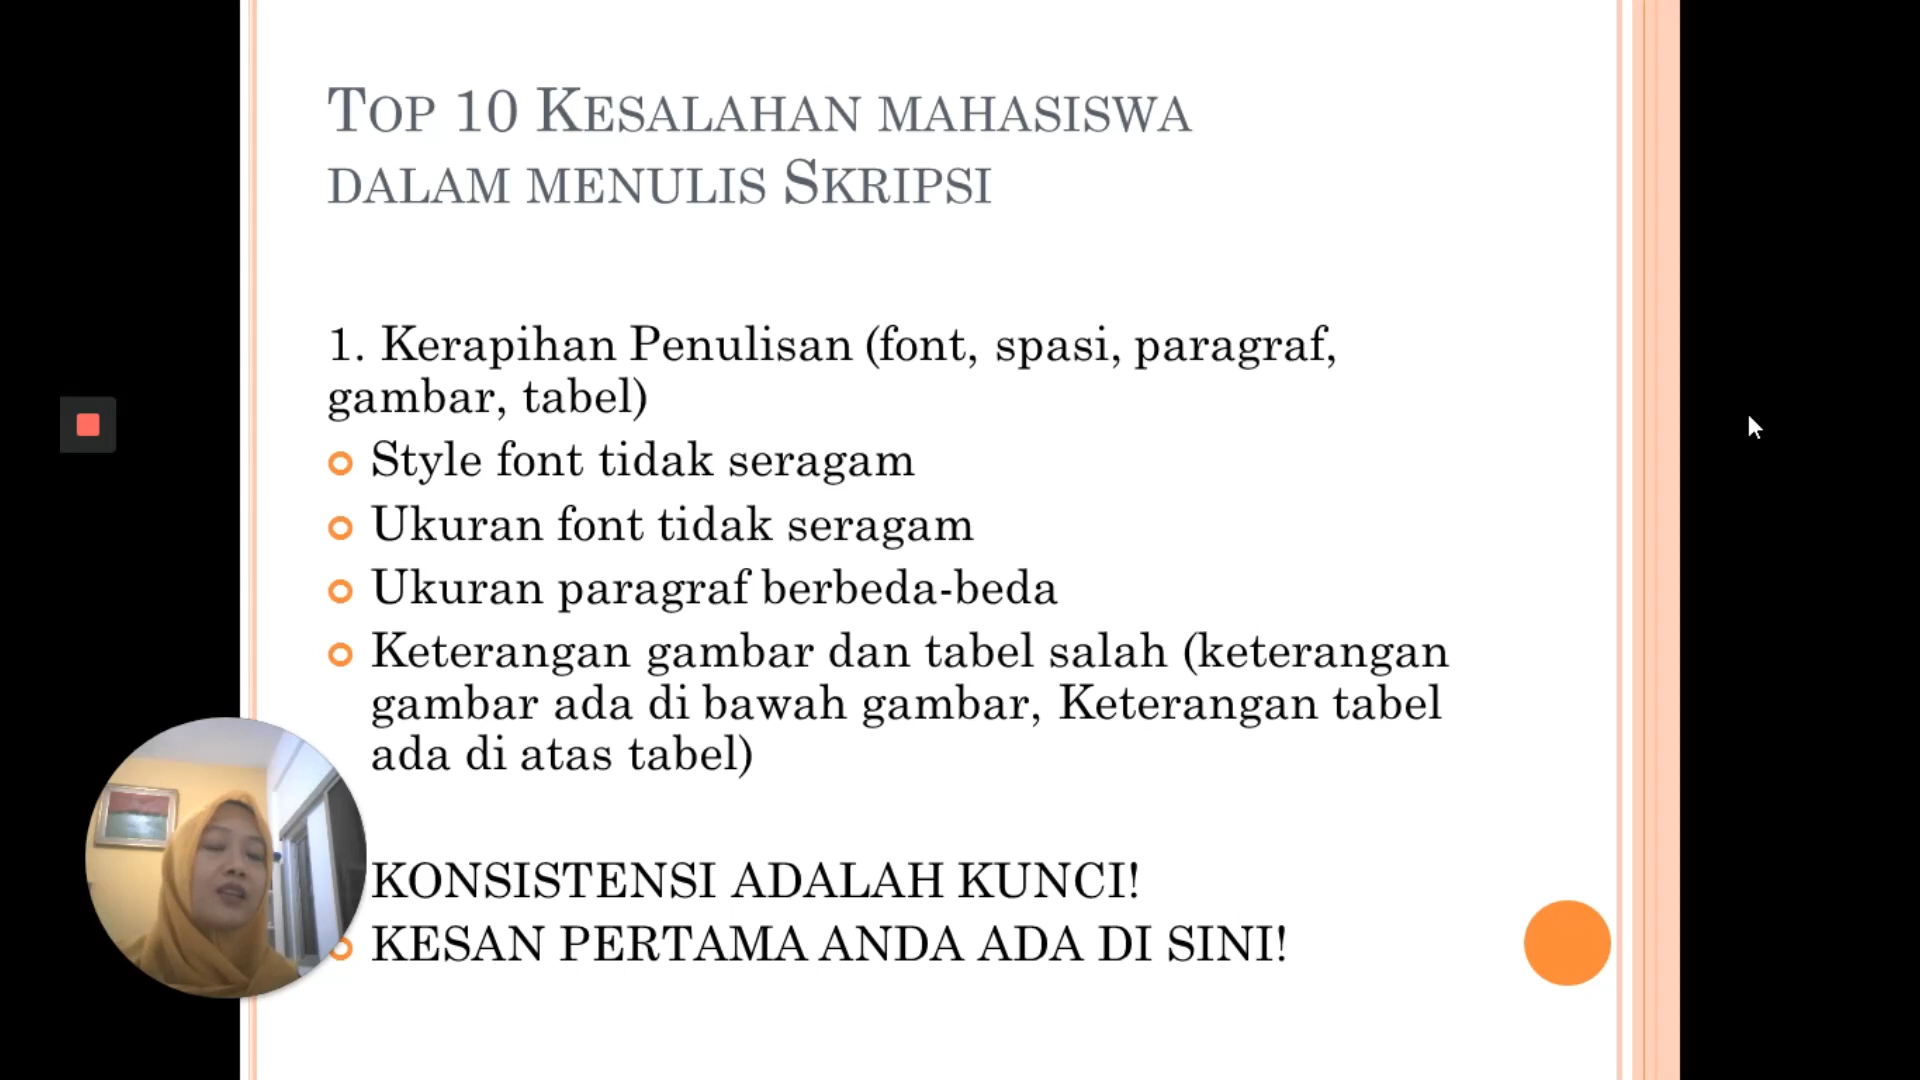 Top 10 Kesalahan mahasiswa
dalam menulis Skripsi
1. Kerapihan Penulisan (font, spasi, paragraf,
gambar, tabel)
Style font tidak seragam
Ukuran font tidak seragam
Ukuran paragraf berbeda-beda
Keterangan gambar dan tabel salah (keterangan
gambar ada di bawah gambar, Keterangan tabel
ada di atas tabel)
KONSISTENSI ADALAH KUNCI!
KESAN PERTAMA ANDA ADA DI SINI!